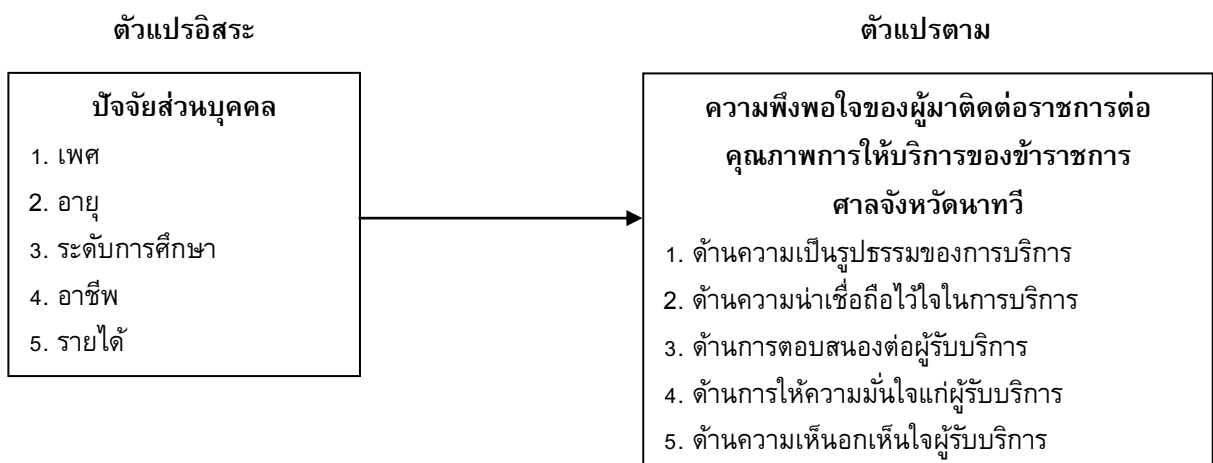 ตัวแปรอิสระ
ตัวแปรตาม
ปัจจัยส่วนบุคคล
1. เพศ
2. อายุ
3. ระดับการศึกษา
4. อาชีพ
5. รายได้
ความพึงพอใจของผู้มาติดต่อราชการต่อ
คุณภาพการให้บริการของข้าราชการ
ศาลจังหวัดนาทวี
1. ด้านความเป็นรูปธรรมของการบริการ
2. ด้านความน่าเชื่อถือไว้ใจในการบริการ
3. ด้านการตอบสนองต่อผู้รับบริการ
4. ด้านการให้ความมั่นใจแก่ผู้รับบริการ
5. ด้านความเห็นอกเห็นใจผู้รับบริการ